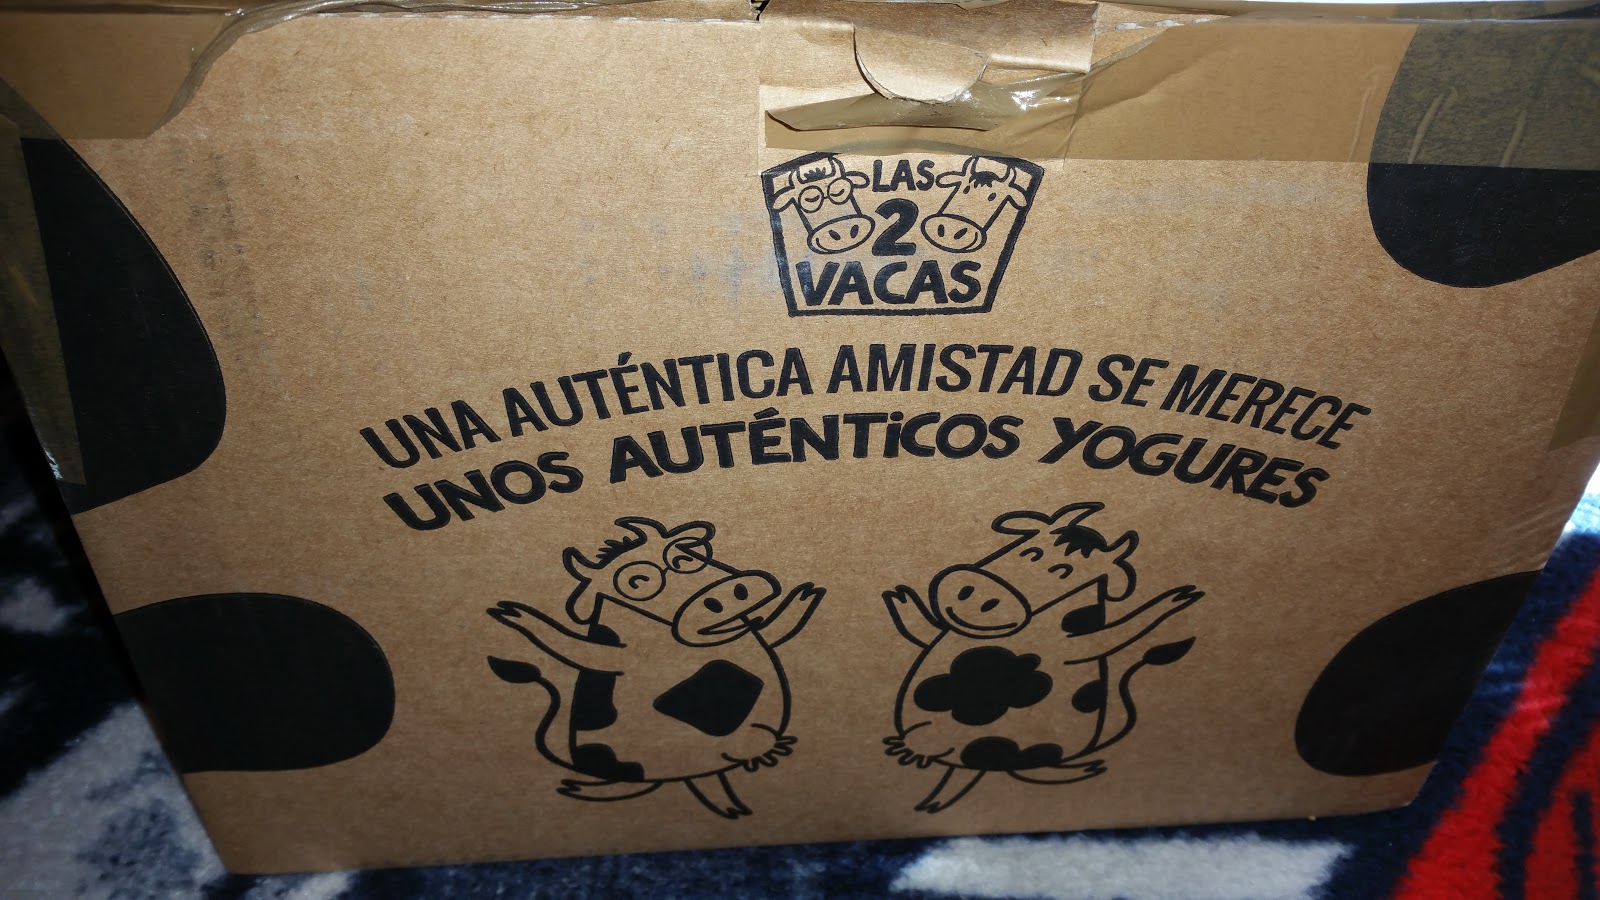 LAS
2
VACAS
UNA AUTÉNTICA AMISTAD SE MERECE
UNOS AUTÉNTiCOS YOGURES